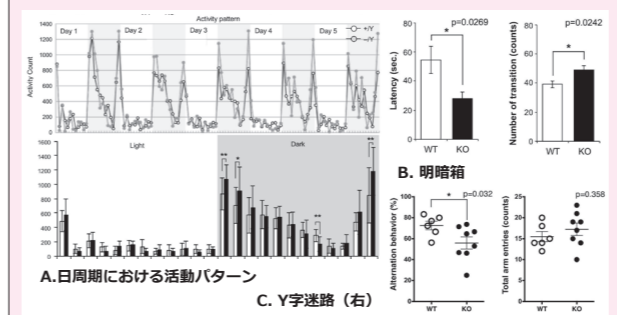 Activity pattern
Day 1 Day 2 Day 3 Day 4 Day 5
+/Y
−/Y
Activity Count
1400
1200
1000
800
600
400
200
0
Light Dark
1600
1400
1200
1000
800
600
400
200
0
** * ** **
A.日周期における活動パターン
p=0.0269
*
Latency (sec.)
80
60
40
20
0
WT KO
p=0.0242
*
Number of transition (counts)
80
60
40
20
0
WT KO
B. 明暗箱
* p=0.032
Alternation behavior (%)
100
75
50
25
0
WT KO
p=0.358
Total arm entries (counts)
25
20
15
10
5
0
WT KO
C. Y字迷路（右）